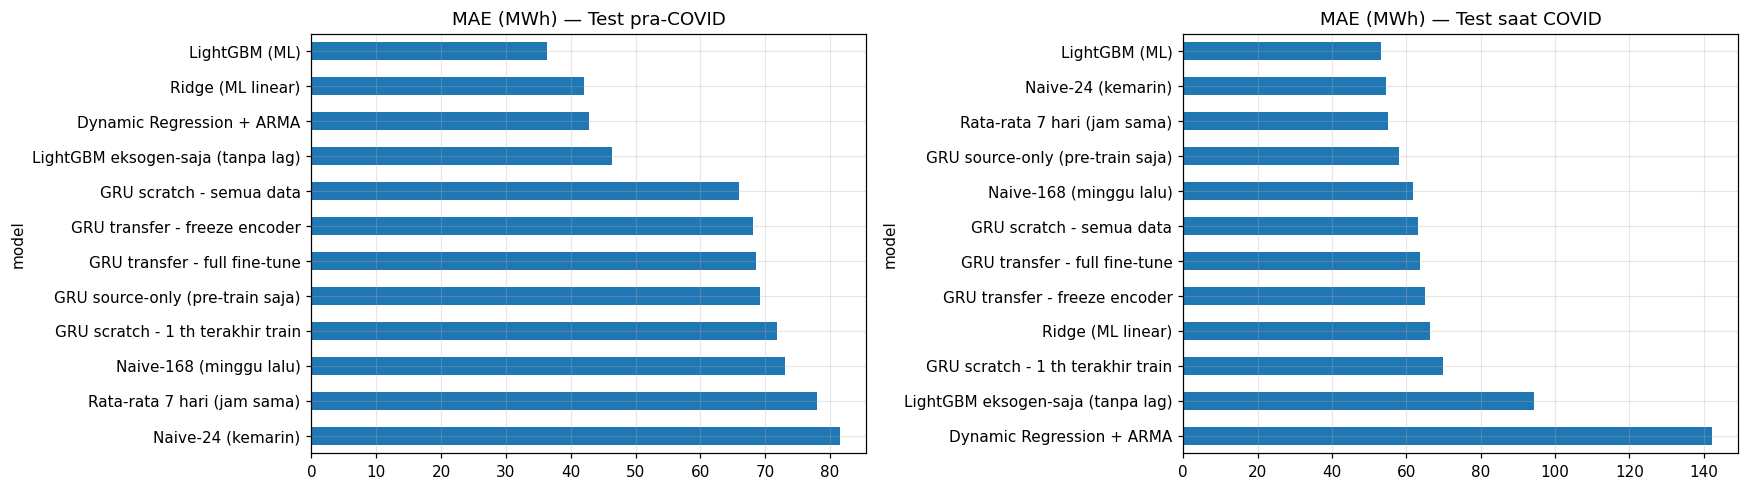 MAE (MWh) — Test pra-COVID
model
LightGBM (ML)
Ridge (ML linear)
Dynamic Regression + ARMA
LightGBM eksogen-saja (tanpa lag)
GRU scratch - semua data
GRU transfer - freeze encoder
GRU transfer - full fine-tune
GRU source-only (pre-train saja)
GRU scratch - 1 th terakhir train
Naive-168 (minggu lalu)
Rata-rata 7 hari (jam sama)
Naive-24 (kemarin)
0 10 20 30 40 50 60 70 80
MAE (MWh) — Test saat COVID
model
LightGBM (ML)
Naive-24 (kemarin)
Rata-rata 7 hari (jam sama)
GRU source-only (pre-train saja)
Naive-168 (minggu lalu)
GRU scratch - semua data
GRU transfer - full fine-tune
GRU transfer - freeze encoder
Ridge (ML linear)
GRU scratch - 1 th terakhir train
LightGBM eksogen-saja (tanpa lag)
Dynamic Regression + ARMA
0 20 40 60 80 100 120 140